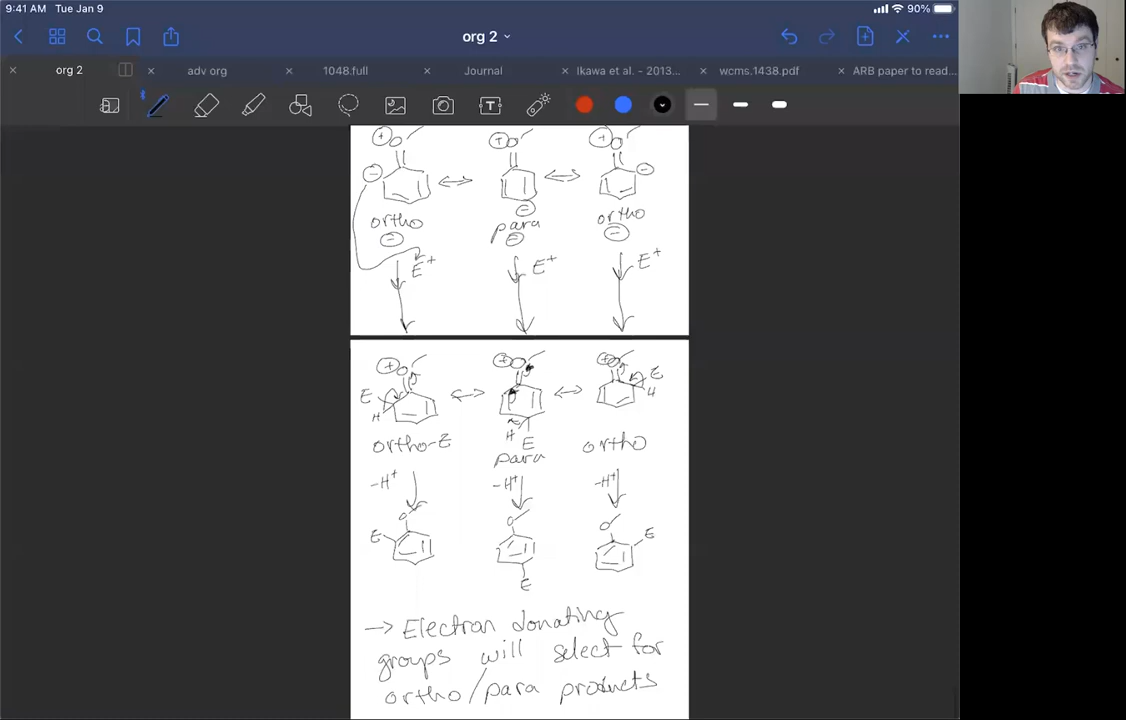 9:41 AM Tue Jan 9
90%
org 2
org 2
adv org
1048.full
Journal
Ikawa et al. - 2013...
wcms.1438.pdf
ARB paper to read...
+ O + O + O
−
−
−
ortho para ortho
− − −
E+ E+ E+
+ O + O + O
E E
H H
H E
ortho-E para ortho
-H+ -H+ -H+
O O O
E E
E
→ Electron donating
groups will select for
ortho/para products